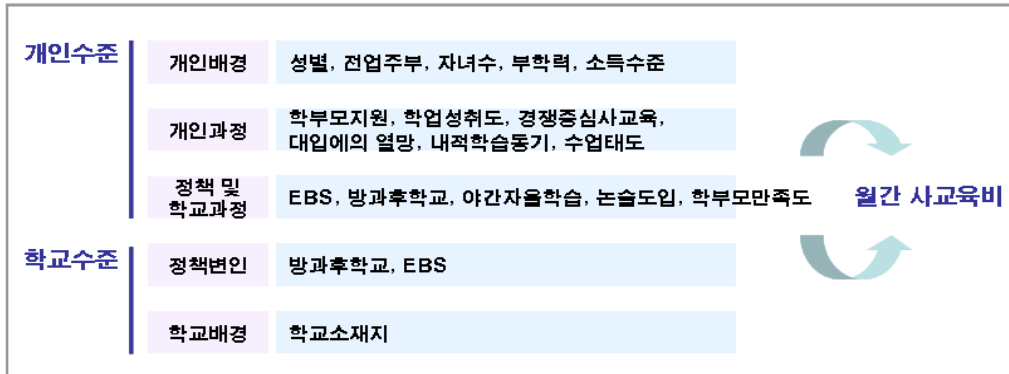 개인수준
개인배경
성별, 전업주부, 자녀수, 부학력, 소득수준
개인과정
학부모지원, 학업성취도, 경쟁중심사교육,
대입에의 열망, 내적학습동기, 수업태도
정책 및
학교과정
EBS, 방과후학교, 야간자율학습, 논술도입, 학부모만족도
월간 사교육비
학교수준
정책변인
방과후학교, EBS
학교배경
학교소재지